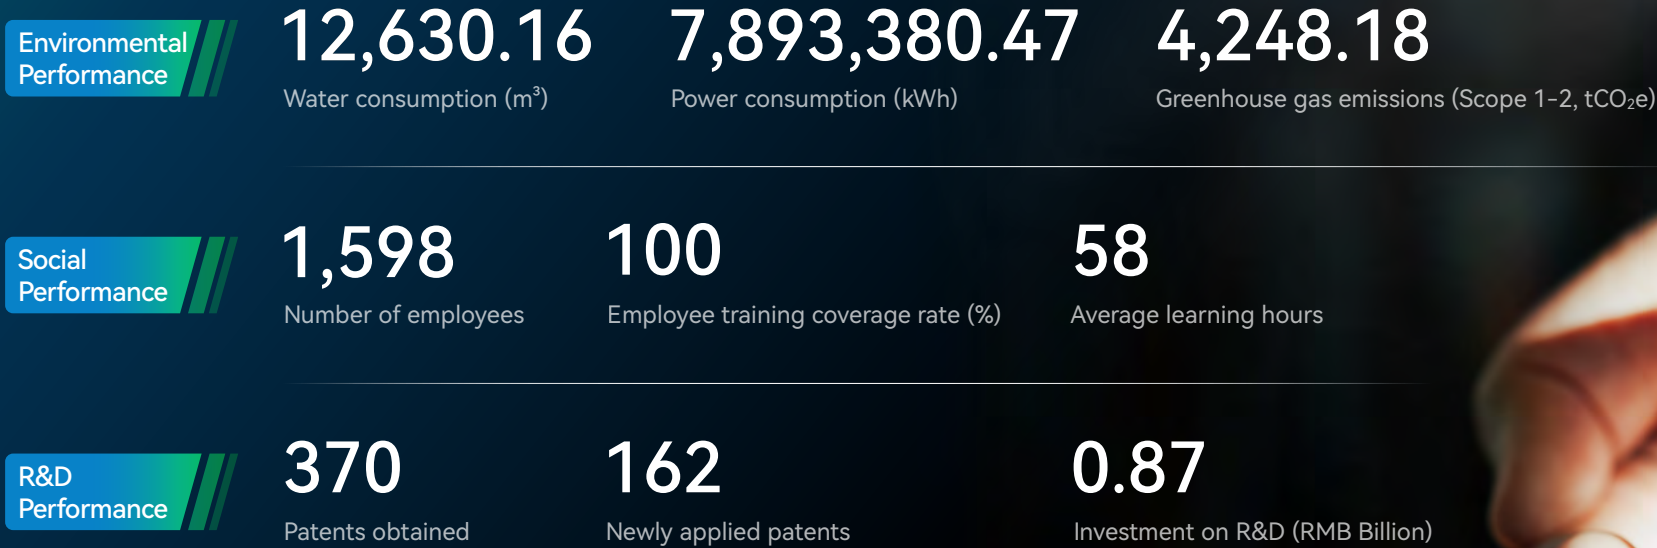 Environmental
Performance
12,630.16
Water consumption (m³)
7,893,380.47
Power consumption (kWh)
4,248.18
Greenhouse gas emissions (Scope 1-2, tCO₂e)
Social
Performance
1,598
Number of employees
100
Employee training coverage rate (%)
58
Average learning hours
R&D
Performance
370
Patents obtained
162
Newly applied patents
0.87
Investment on R&D (RMB Billion)